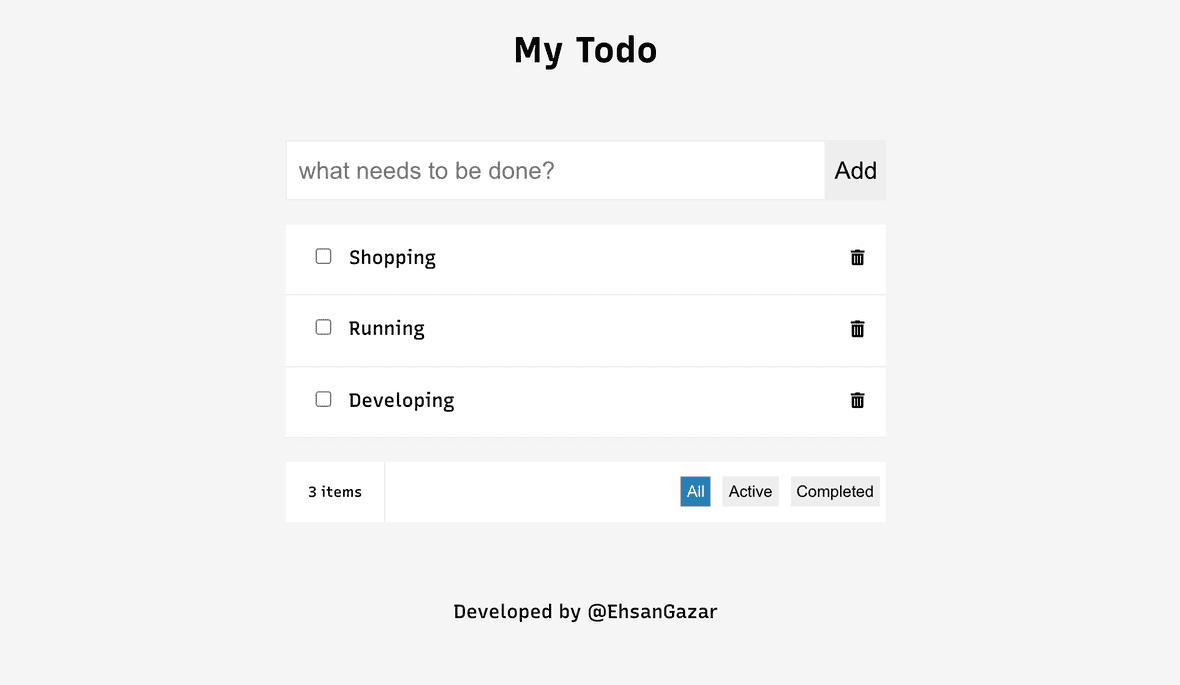 My Todo
what needs to be done? Add
Shopping
Running
Developing
3 items All Active Completed
Developed by @EhsanGazar